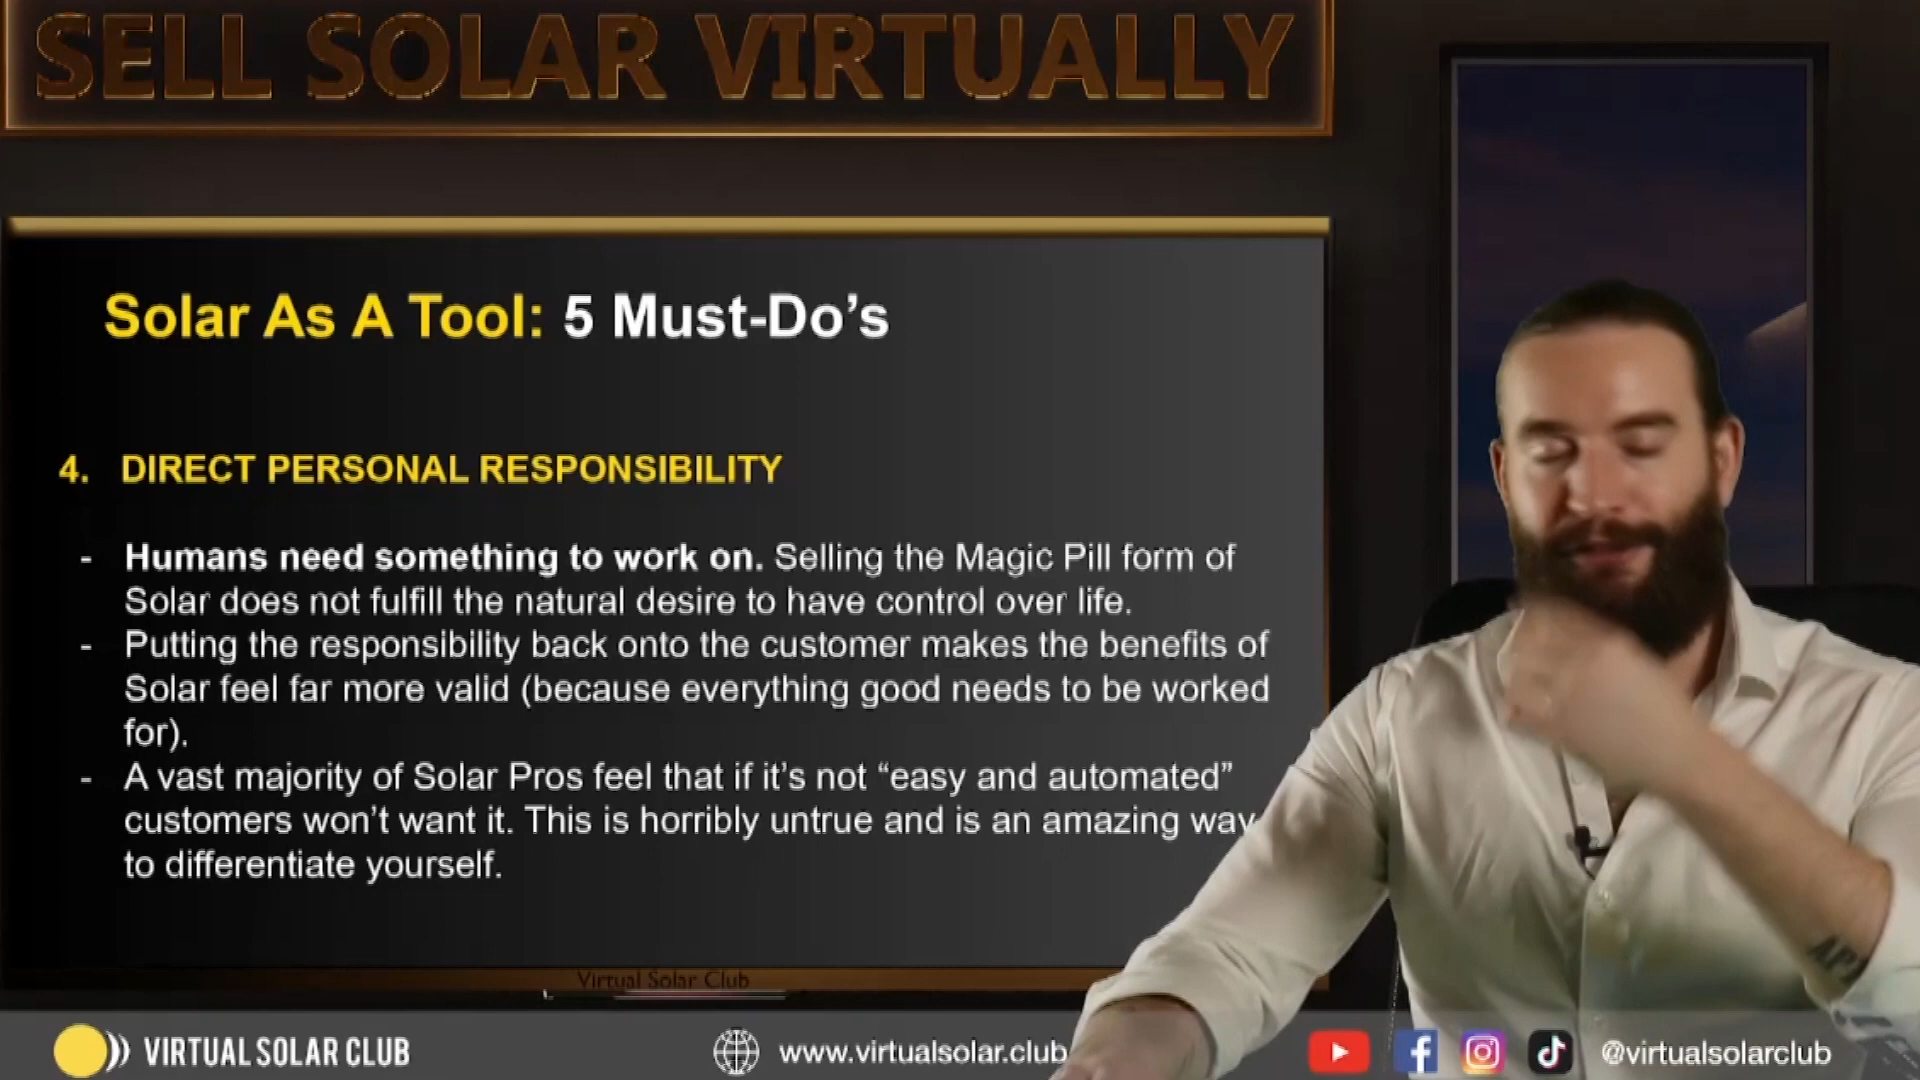 SELL SOLAR VIRTUALLY
Solar As A Tool: 5 Must-Do’s
4. DIRECT PERSONAL RESPONSIBILITY
- Humans need something to work on. Selling the Magic Pill form of
Solar does not fulfill the natural desire to have control over life.
- Putting the responsibility back onto the customer makes the benefits of
Solar feel far more valid (because everything good needs to be worked
for).
- A vast majority of Solar Pros feel that if it’s not “easy and automated”
customers won’t want it. This is horribly untrue and is an amazing way
to differentiate yourself.
Virtual Solar Club
VIRTUAL SOLAR CLUB
www.virtualsolar.club
@virtualsolarclub